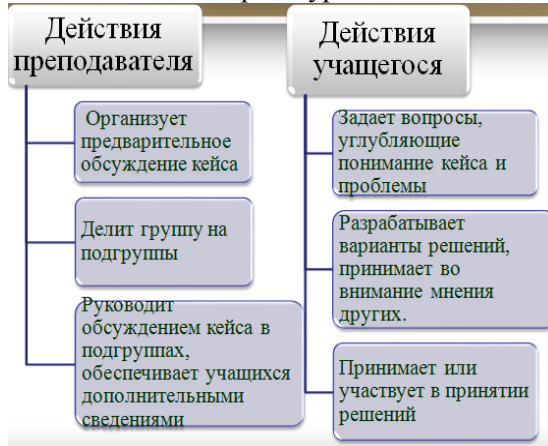 Действия
преподавателя
Организует
предварительное
обсуждение кейса
Делит группу на
подгруппы
Руководит
обсуждением кейса в
подгруппах,
обеспечивает учащихся
дополнительными
сведениями
Действия
учащегося
Задает вопросы,
углубляющие
понимание кейса и
проблемы
Разрабатывает
варианты решений,
принимает во
внимание мнения
других.
Принимает или
участвует в принятии
решений